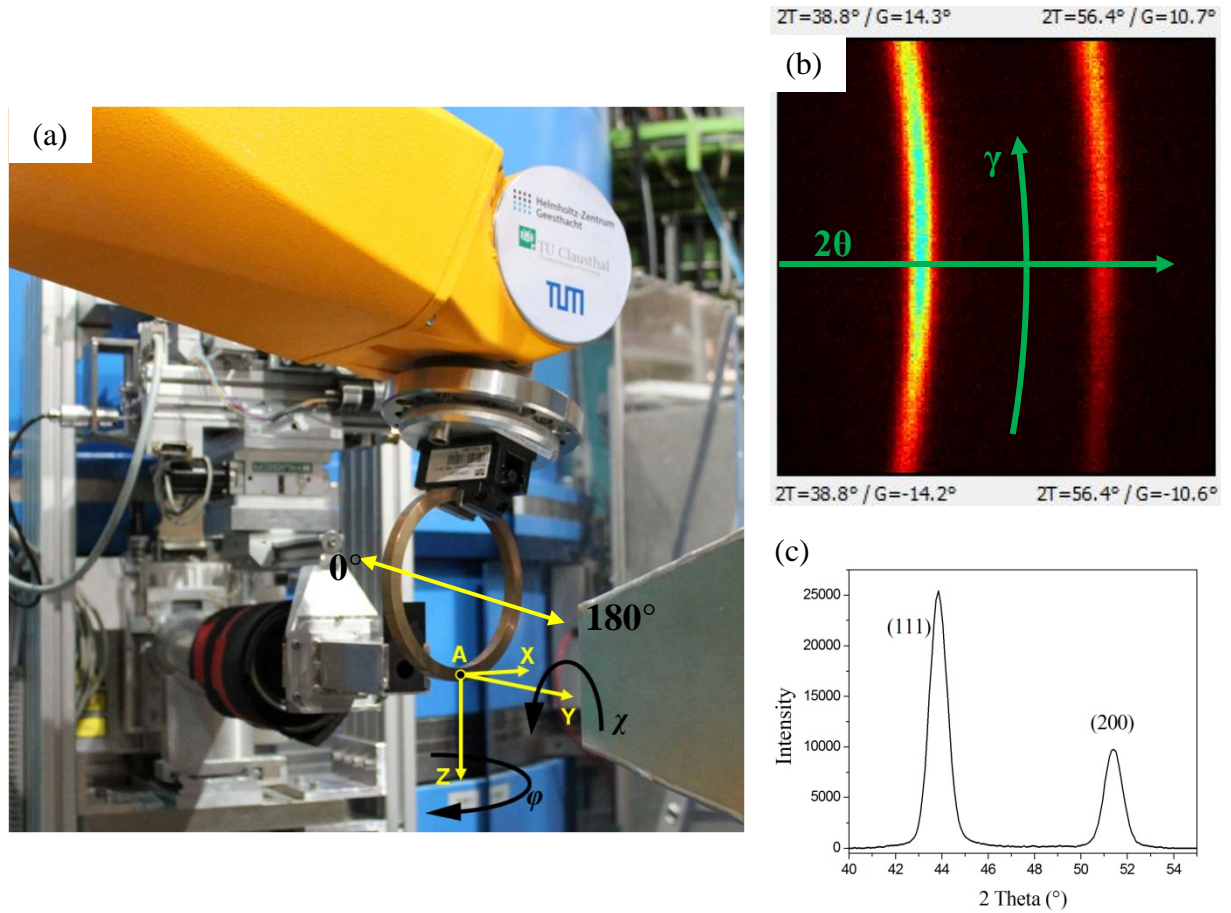 (a)
Helmholtz-Zentrum
Geesthacht
TU Clausthal
TUM
0°
180°
A
X
Y
Z
χ
φ
2T=38.8° / G=14.3°
2T=56.4° / G=10.7°
(b)
γ
2θ
2T=38.8° / G=-14.2°
2T=56.4° / G=-10.6°
(c)
25000
20000
15000
10000
5000
0
Intensity
(111)
(200)
40
42
44
46
48
50
52
54
2 Theta (°)